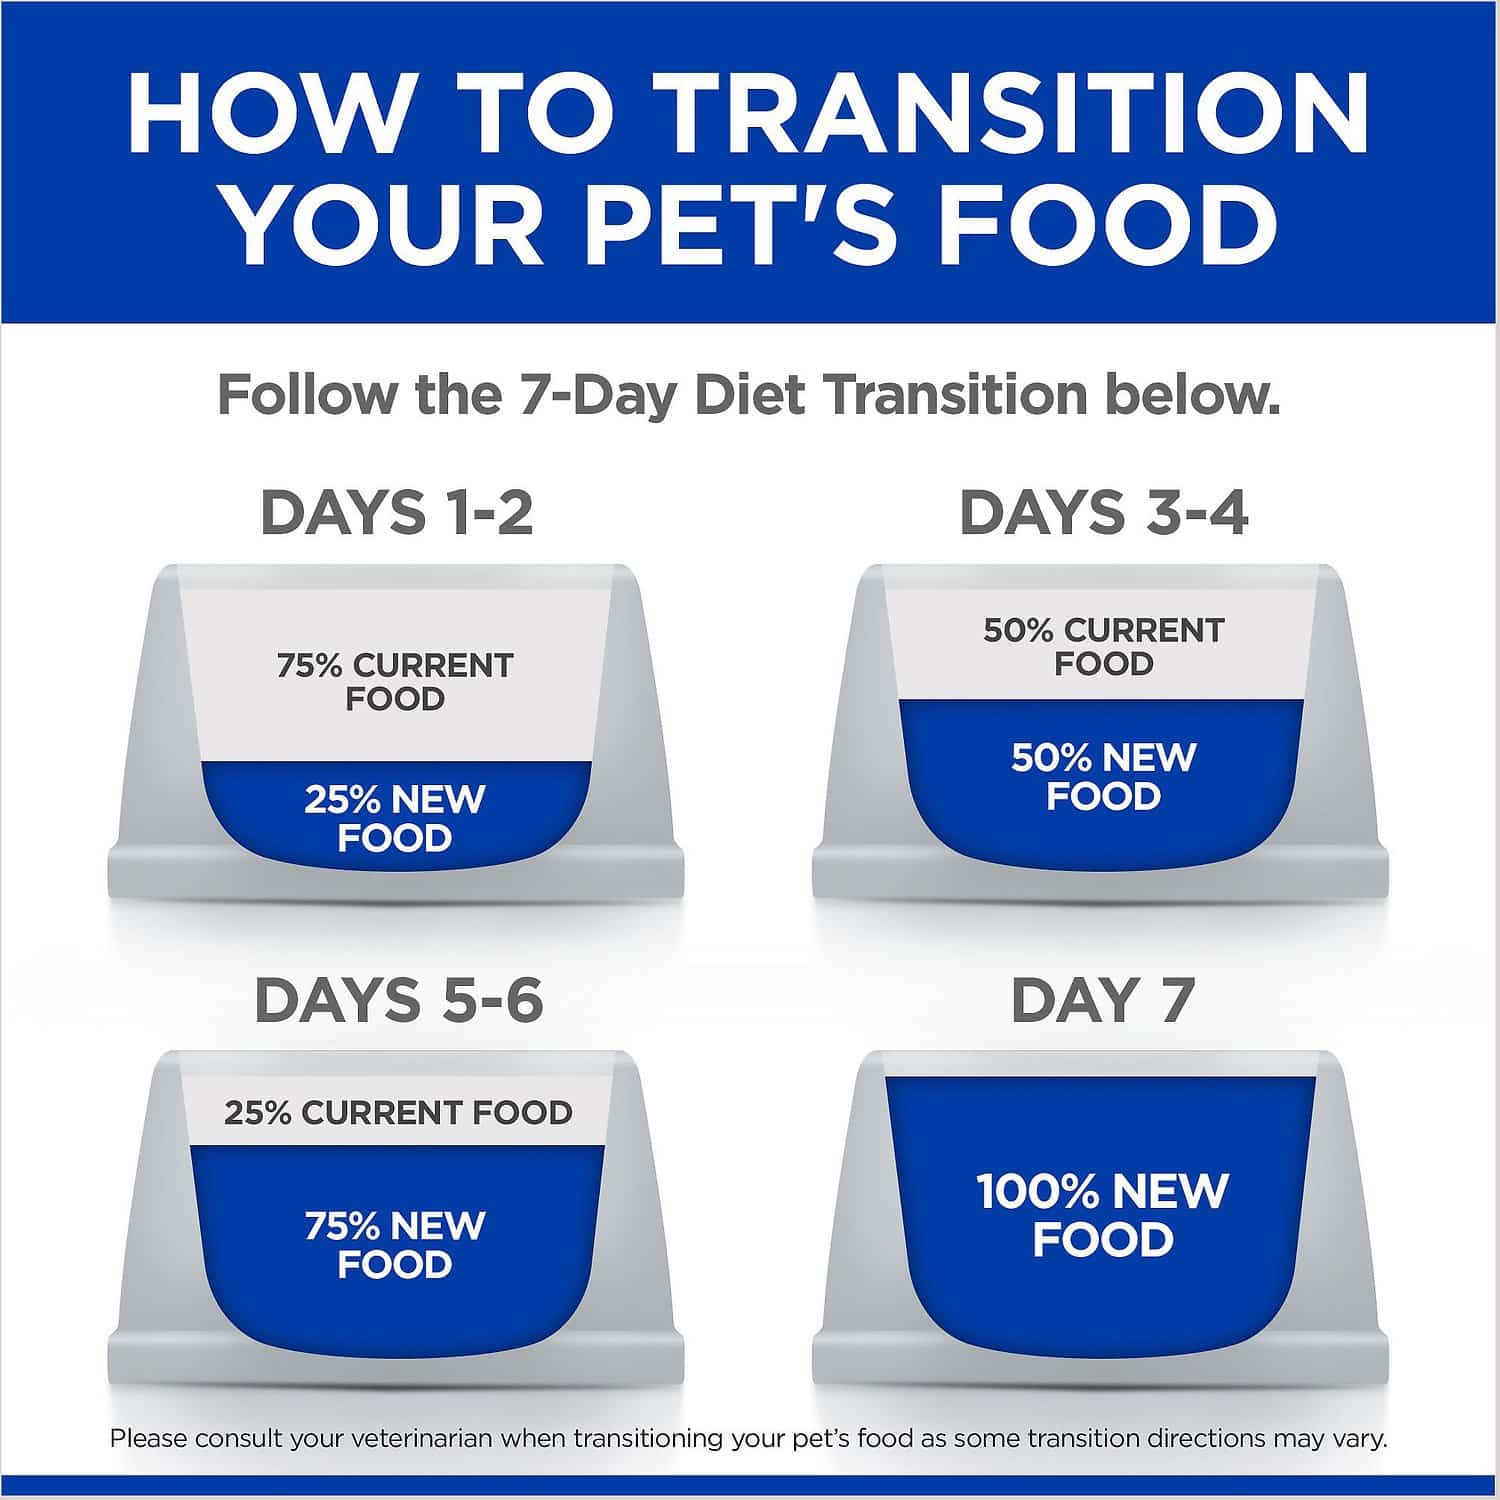 HOW TO TRANSITION
YOUR PET'S FOOD
Follow the 7-Day Diet Transition below.
DAYS 1-2
75% CURRENT
FOOD
25% NEW
FOOD
DAYS 3-4
50% CURRENT
FOOD
50% NEW
FOOD
DAYS 5-6
25% CURRENT FOOD
75% NEW
FOOD
DAY 7
100% NEW
FOOD
Please consult your veterinarian when transitioning your pet's food as some transition directions may vary.